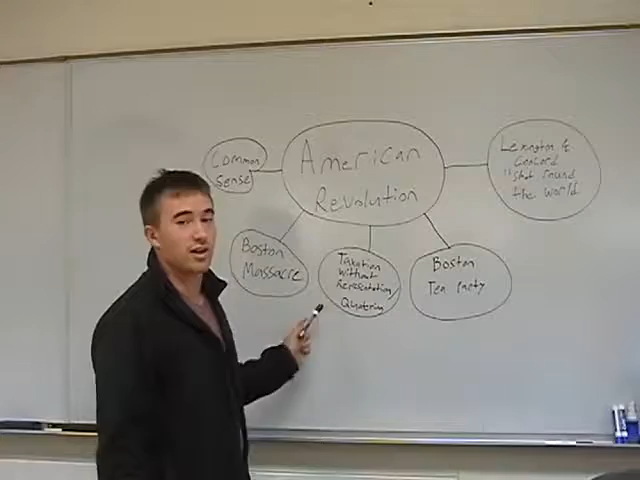 Common
Sense
American
Revolution
Lexington &
Concord
"shot round
the world
Boston
Massacre
Taxation
without
Representation
Quartering
Boston
Tea Party